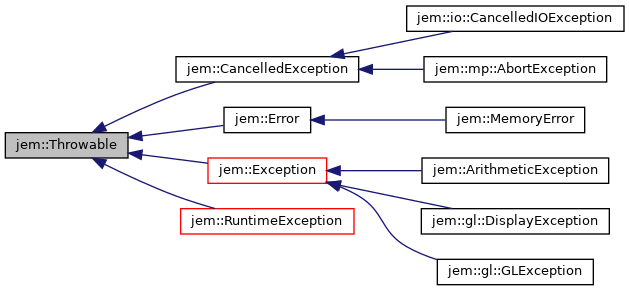 jem::io::CancelledIOException
jem::CancelledException
jem::mp::AbortException
jem::Error
jem::MemoryError
jem::Throwable
jem::Exception
jem::ArithmeticException
jem::RuntimeException
jem::gl::DisplayException
jem::gl::GLException